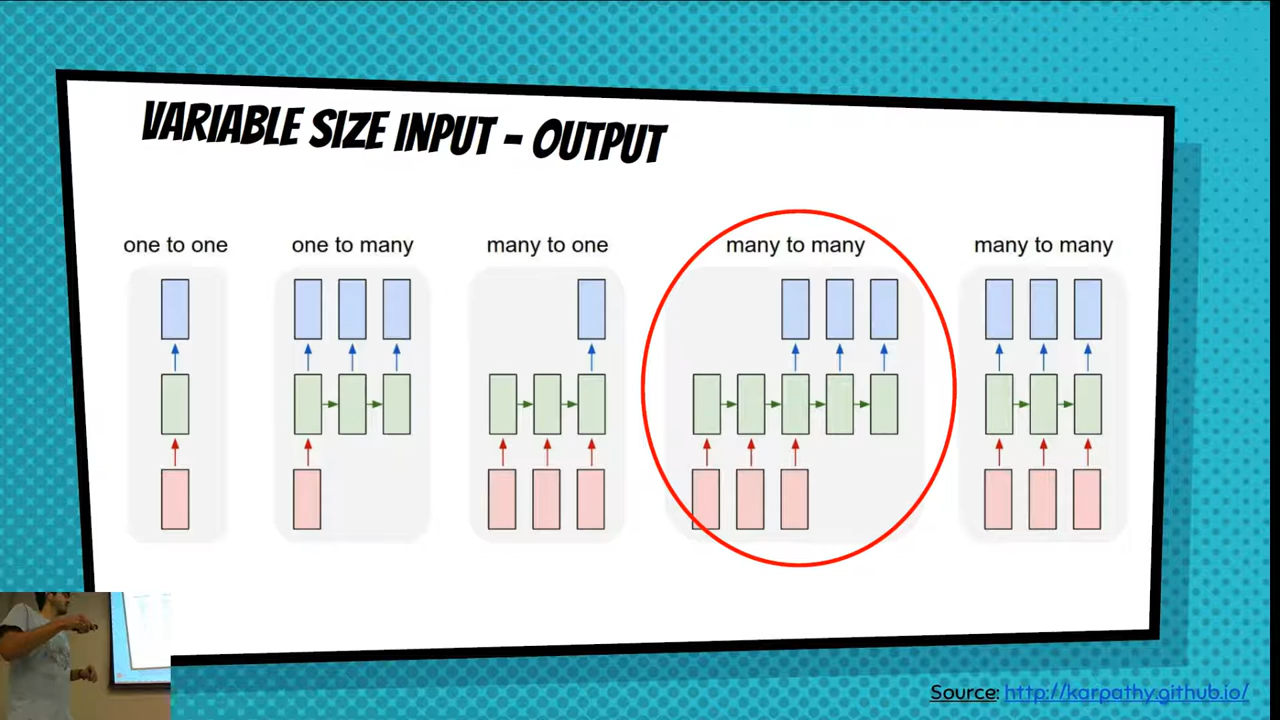 VARIABLE SIZE INPUT - OUTPUT
one to one
one to many
many to one
many to many
many to many
Source: http://karpathy.github.io/